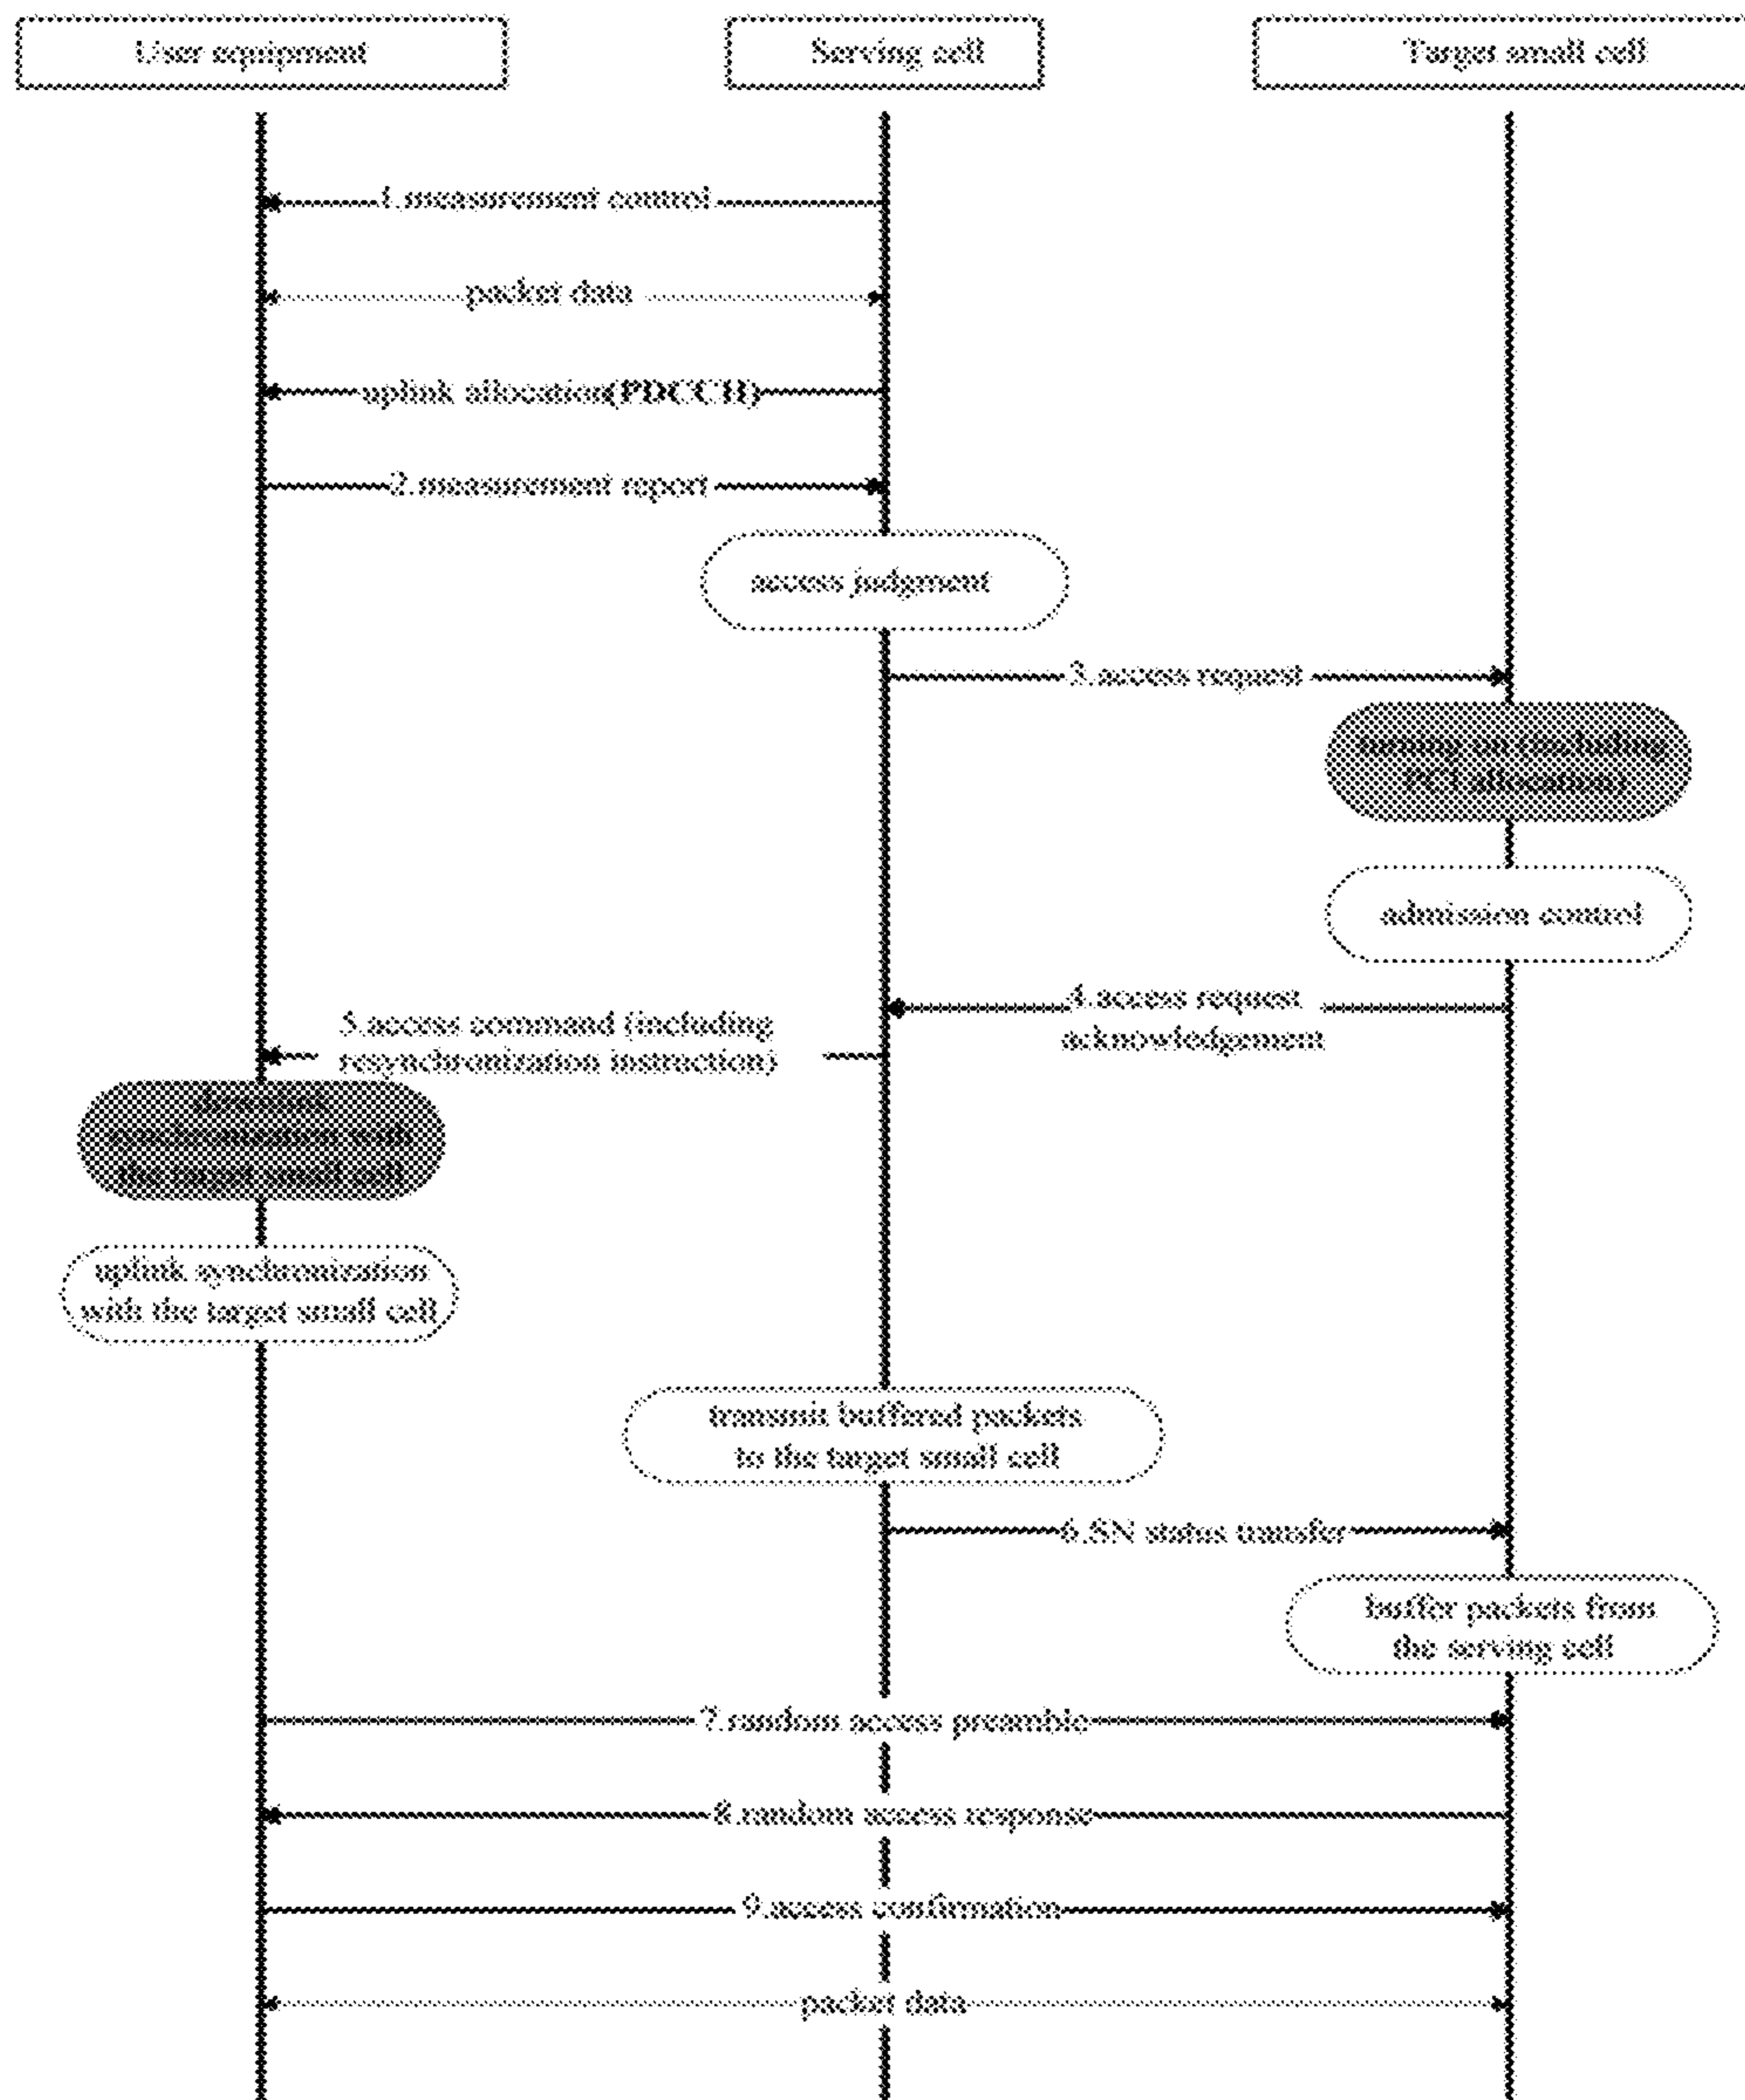 User equipment
Serving cell
Target small cell
1.measurement control
packet data
uplink allocation(PDCCH)
2.measurement report
access judgment
3.access request
turning on (including
PCI allocation)
admission control
4.access request
acknowledgement
5.access command (including
resynchronization instruction)
downlink
synchronization with
the target small cell
uplink synchronization
with the target small cell
transmit buffered packets
to the target small cell
6.SN status transfer
buffer packets from
the serving cell
7.random access preamble
8.random access response
9.access confirmation
packet data